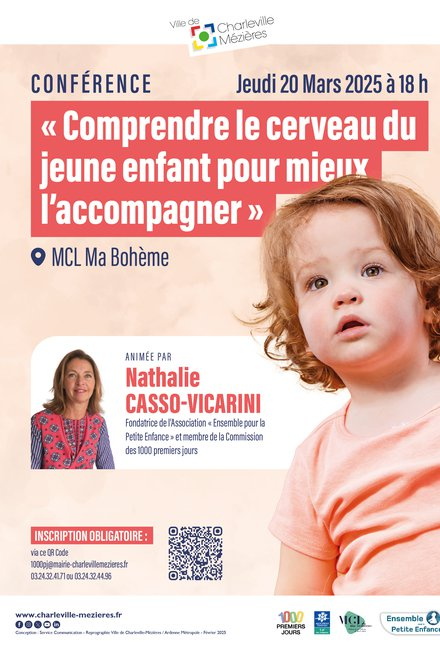 Ville de
Charleville
Mézières
CONFÉRENCE
Jeudi 20 Mars 2025 à 18 h
« Comprendre le cerveau du
jeune enfant pour mieux
l’accompagner »
MCL Ma Bohème
ANIMÉE PAR
Nathalie
CASSO-VICARINI
Fondatrice de l’Association « Ensemble pour la
Petite Enfance » et membre de la Commission
des 1000 premiers jours
INSCRIPTION OBLIGATOIRE :
via ce QR Code
1000pj@mairie-charlevillemezieres.fr
03.24.32.41.71 ou 03.24.32.44.96
www.charleville-mezieres.fr
Conception : Service Communication - Reprographie Ville de Charleville-Mézières / Ardenne Métropole - Février 2025
1000
PREMIERS
JOURS
MCL
Ensemble
Petite Enfance